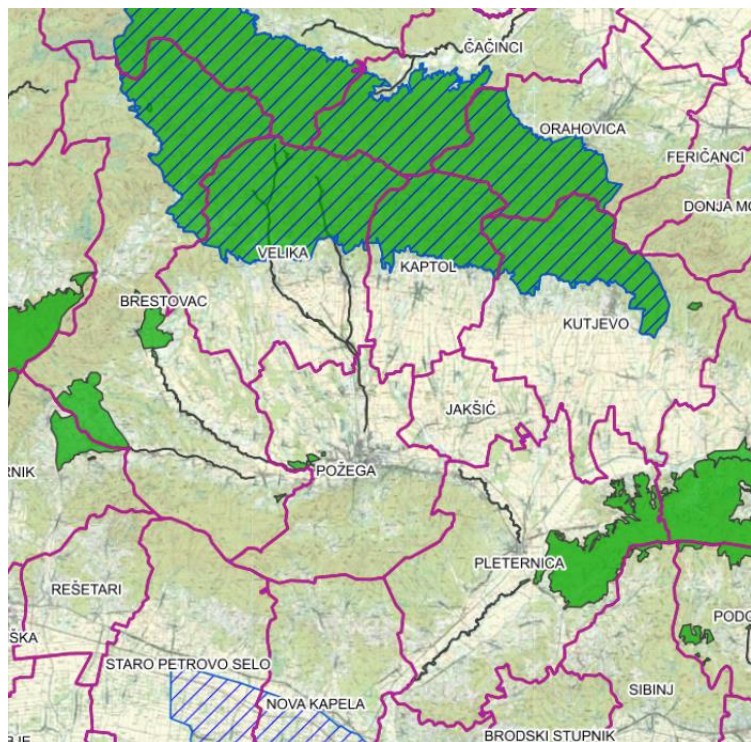 ČAČINCI
ORAHOVICA
FERIČANCI
DONJA MO
VELIKA
KAPTOL
BRESTOVAC
KUTJEVO
JAKŠIĆ
RNIK
POŽEGA
PLETERNICA
REŠETARI
PODC
ŠKA
STARO PETROVO SELO
SIBINJ
NOVA KAPELA
BRODSKI STUPNIK